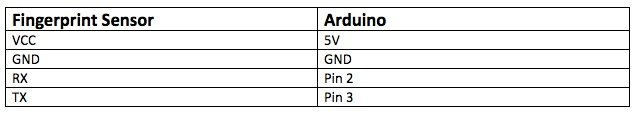 Fingerprint Sensor Arduino
VCC 5V
GND GND
RX Pin 2
TX Pin 3